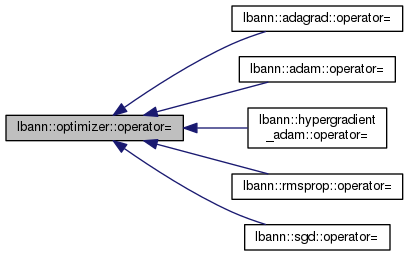 lbann::adagrad::operator=
lbann::adam::operator=
lbann::hypergradient
_adam::operator=
lbann::optimizer::operator=
lbann::rmsprop::operator=
lbann::sgd::operator=